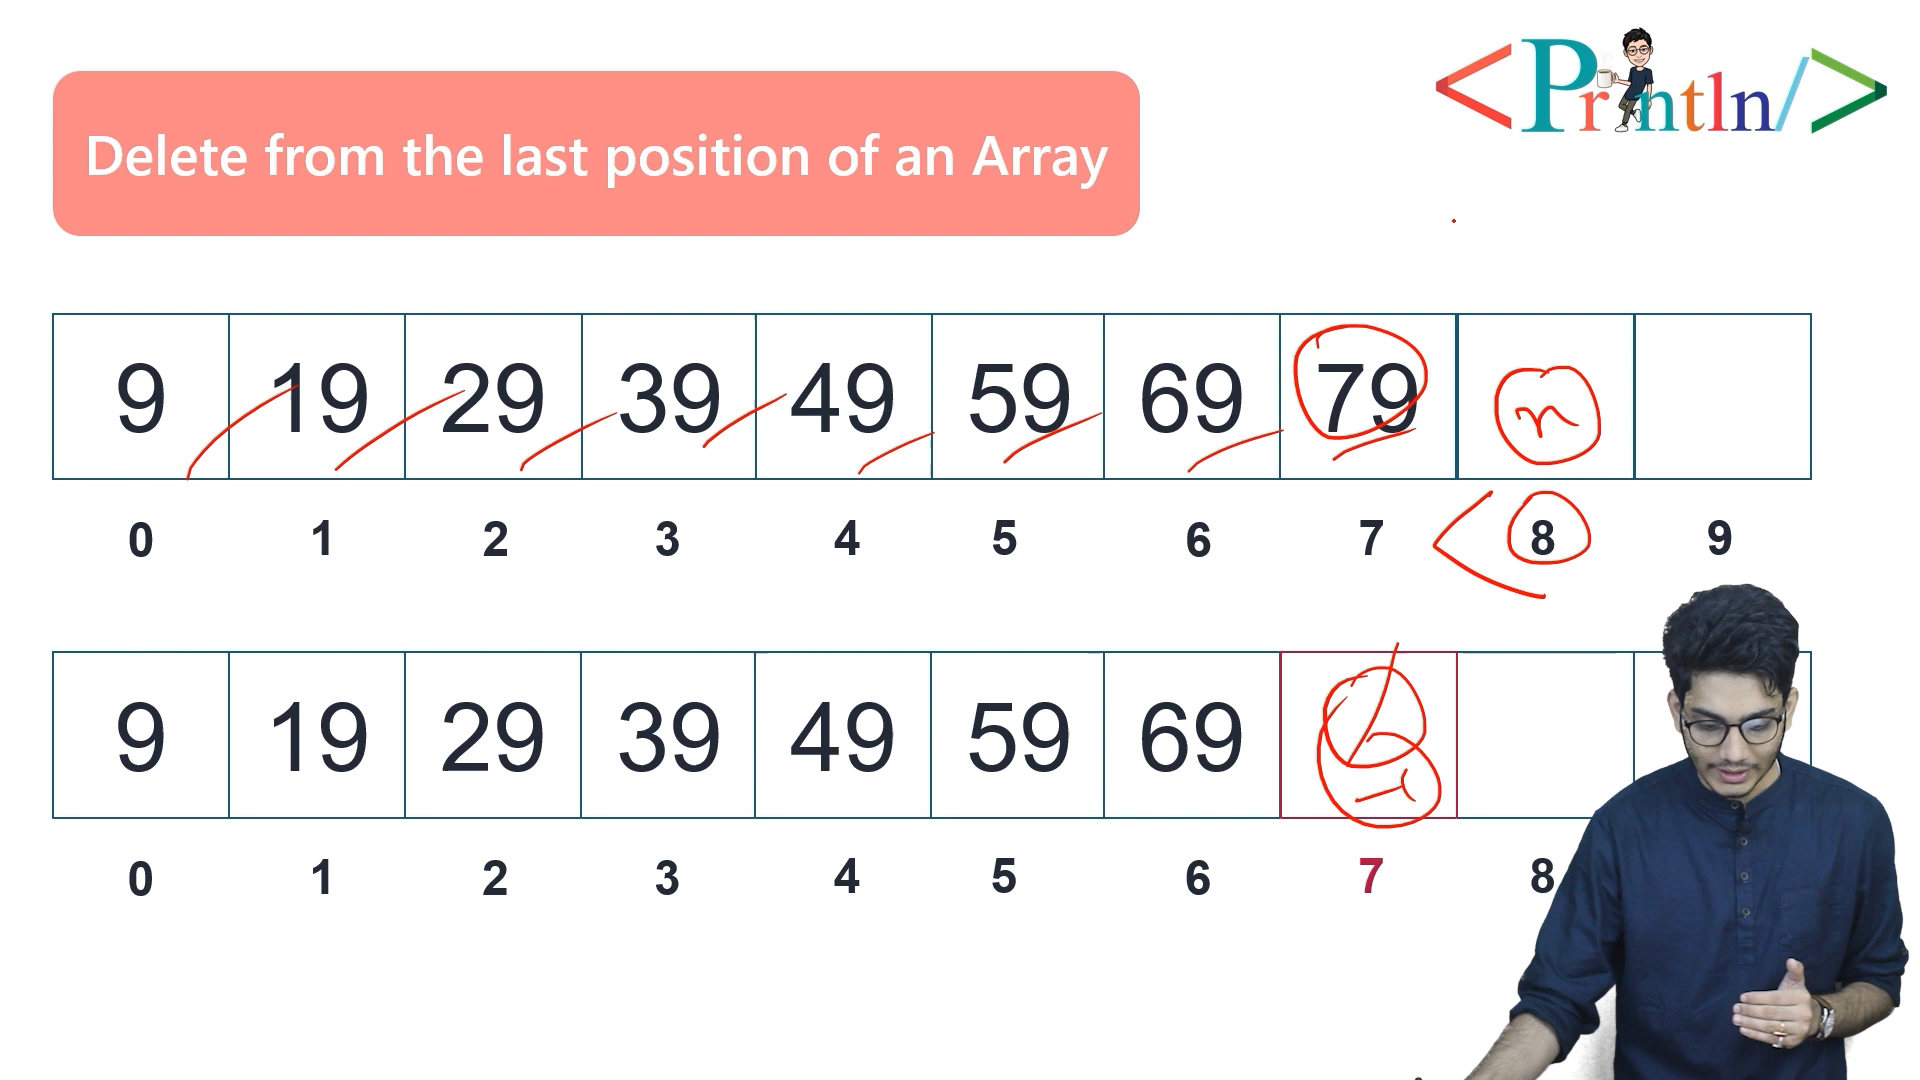 <Println/>
Delete from the last position of an Array
9 19 29 39 49 59 69 79 n
0 1 2 3 4 5 6 7 8 9
9 19 29 39 49 59 69
0 1 2 3 4 5 6 7 8